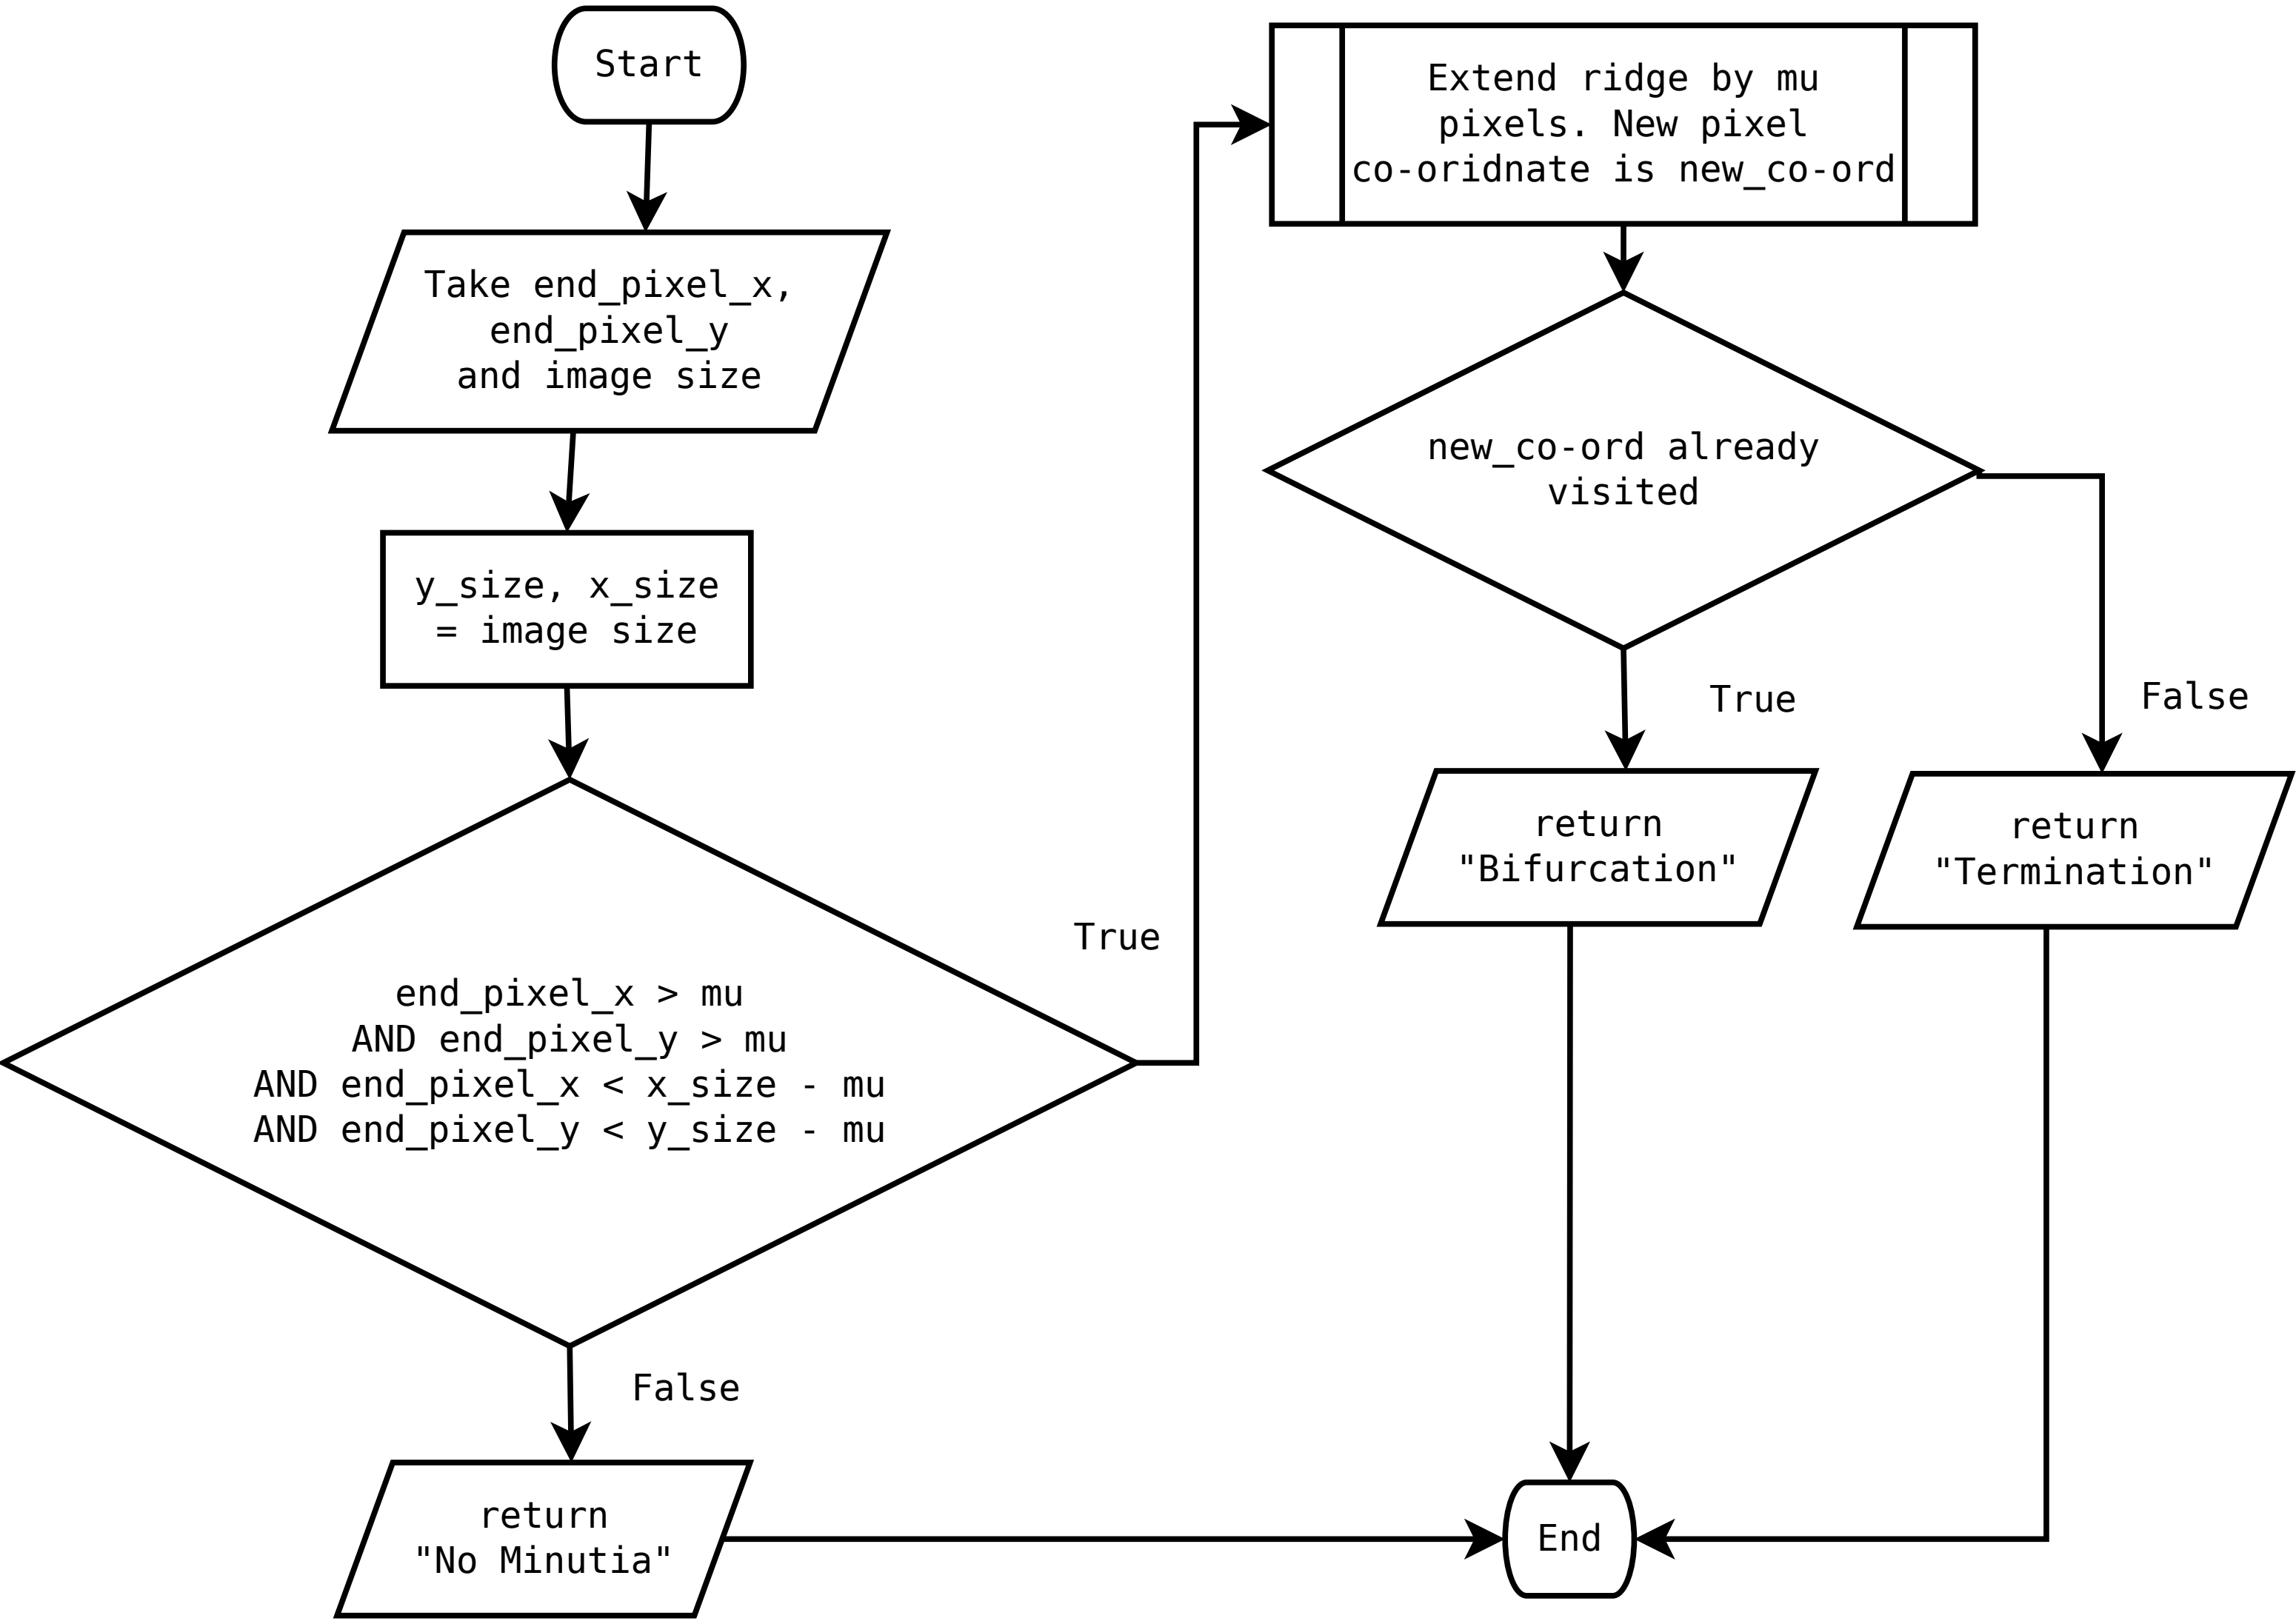 Start
Take end_pixel_x,
end_pixel_y
and image size
y_size, x_size
= image size
end_pixel_x > mu
AND end_pixel_y > mu
AND end_pixel_x < x_size - mu
AND end_pixel_y < y_size - mu
True
False
return
"No Minutia"
Extend ridge by mu
pixels. New pixel
co-oridnate is new_co-ord
new_co-ord already
visited
True
False
return
"Bifurcation"
return
"Termination"
End